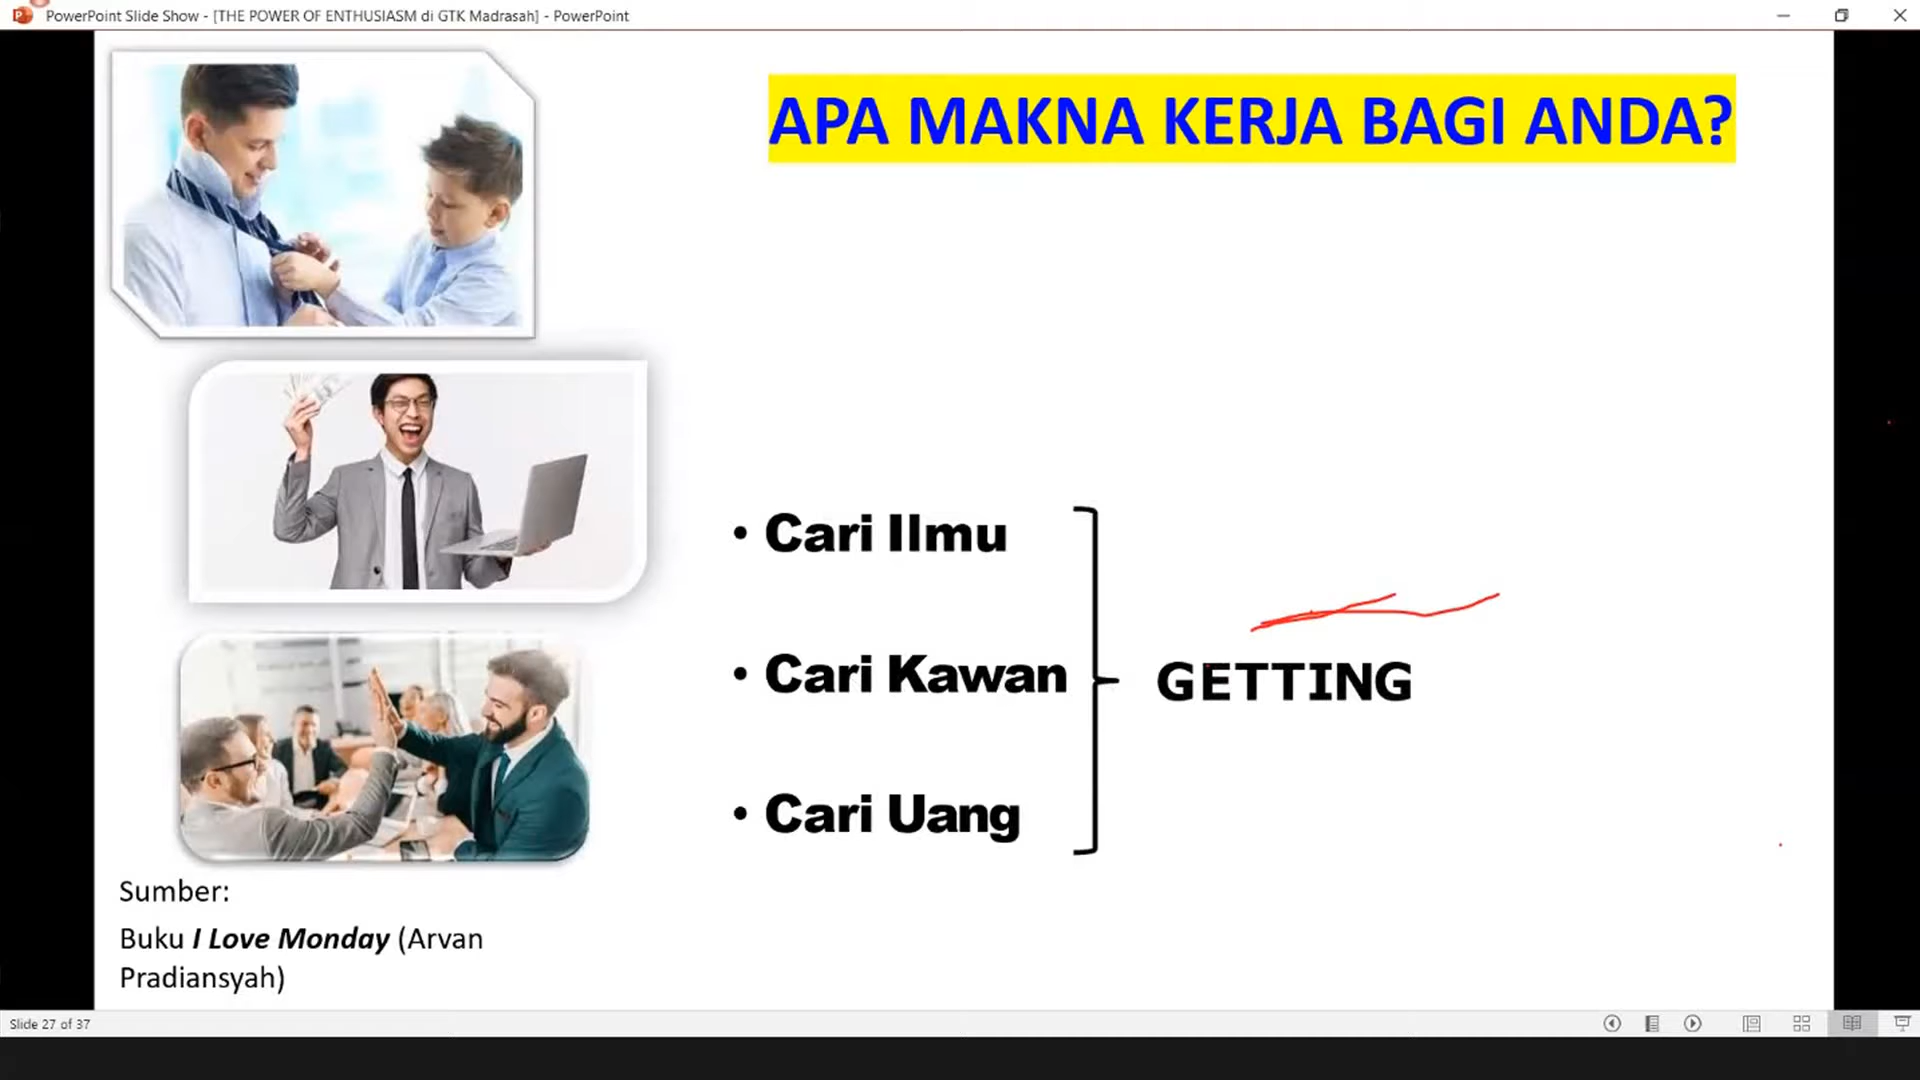 PowerPoint Slide Show - [THE POWER OF ENTHUSIASM di GTK Madrasah] - PowerPoint
APA MAKNA KERJA BAGI ANDA?
• Cari Ilmu
• Cari Kawan
• Cari Uang
GETTING
Sumber:
Buku I Love Monday (Arvan
Pradiansyah)
Slide 27 of 37